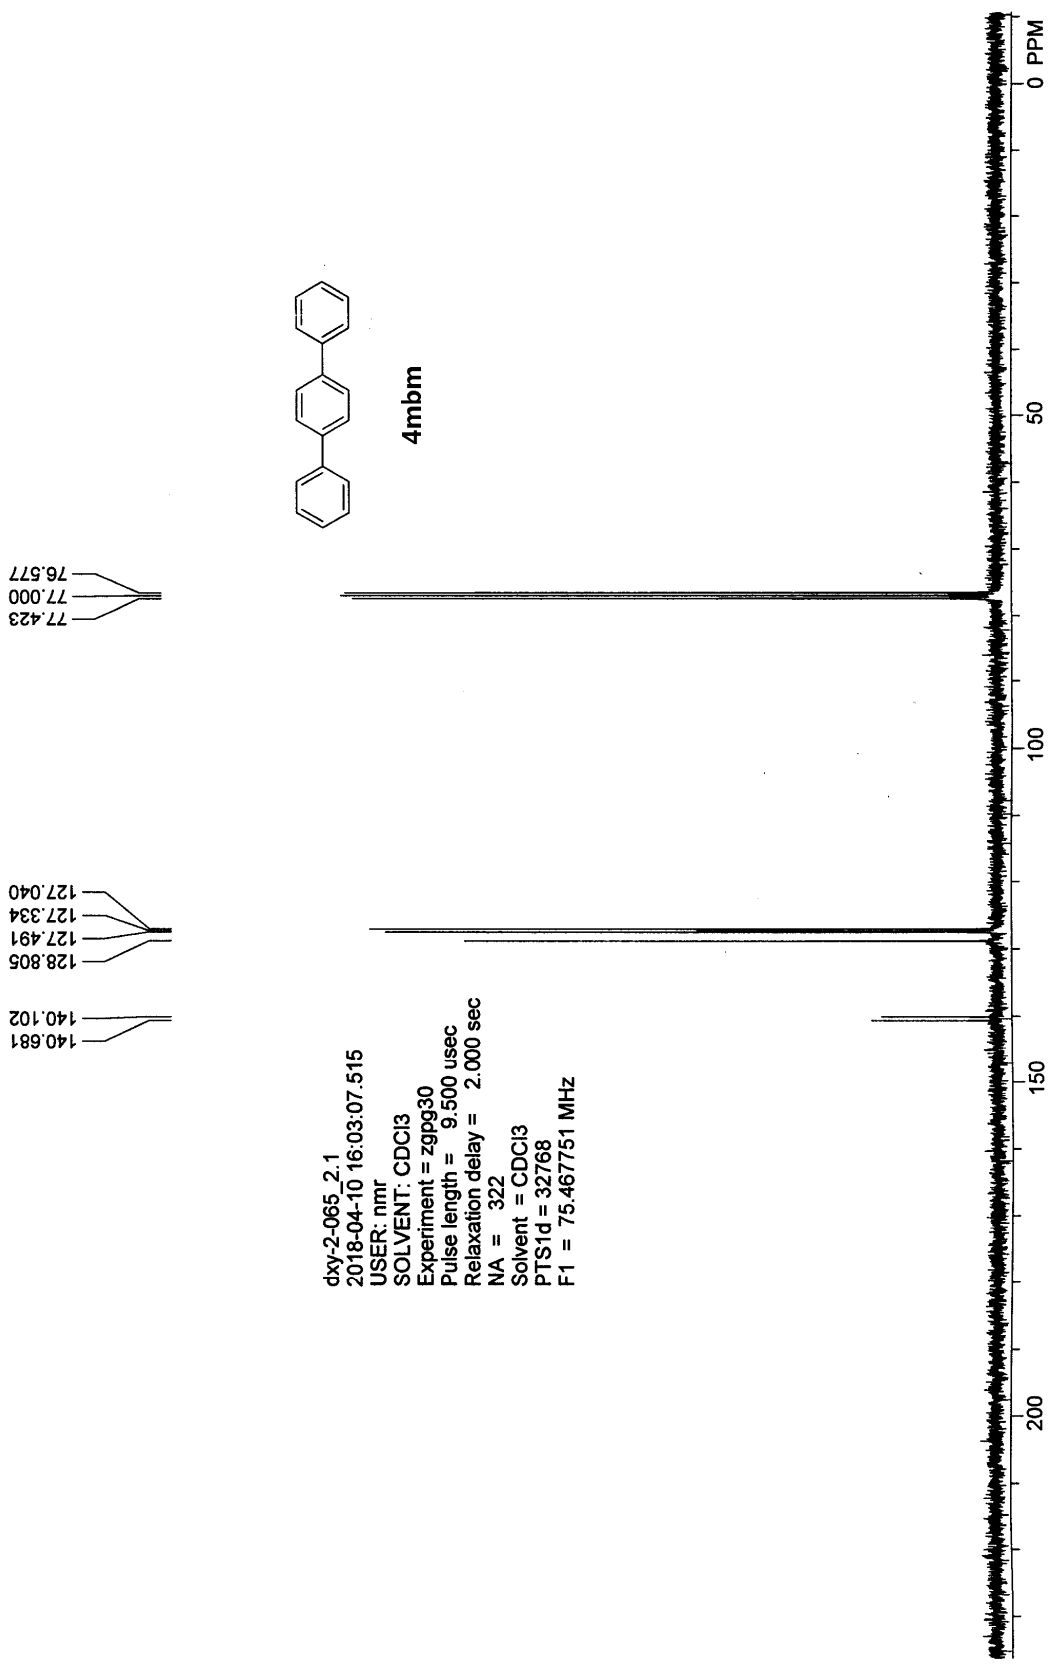 140.681
140.102
128.805
127.491
127.334
127.040
77.423
77.000
76.577
4mbm
dxy-2-065_2.1
2018-04-10 16:03:07.515
USER: nmr
SOLVENT: CDCl3
Experiment = zgpg30
Pulse length = 9.500 usec
Relaxation delay = 2.000 sec
NA = 322
Solvent = CDCl3
PTS1d = 32768
F1 = 75.467751 MHz
200 150 100 50 0 PPM